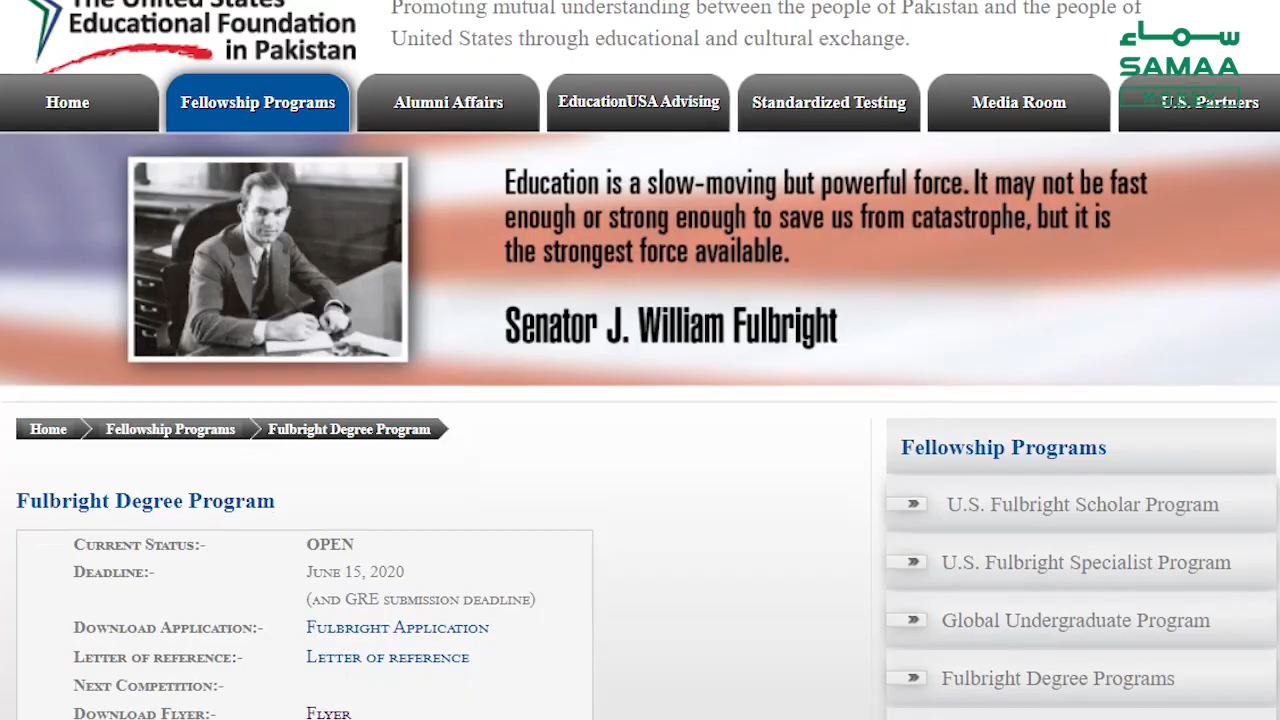 The United States
Educational Foundation
in Pakistan
Promoting mutual understanding between the people of Pakistan and the people of
United States through educational and cultural exchange.
سماء
SAMAA
MONEY
Home
Fellowship Programs
Alumni Affairs
EducationUSA Advising
Standardized Testing
Media Room
U.S. Partners
Education is a slow-moving but powerful force. It may not be fast
enough or strong enough to save us from catastrophe, but it is
the strongest force available.
Senator J. William Fulbright
Home
Fellowship Programs
Fulbright Degree Program
Fulbright Degree Program
CURRENT STATUS:- OPEN
DEADLINE:- JUNE 15, 2020
(AND GRE SUBMISSION DEADLINE)
DOWNLOAD APPLICATION:- FULBRIGHT APPLICATION
LETTER OF REFERENCE:- LETTER OF REFERENCE
NEXT COMPETITION:-
DOWNLOAD FLYER:- FLYER
Fellowship Programs
U.S. Fulbright Scholar Program
U.S. Fulbright Specialist Program
Global Undergraduate Program
Fulbright Degree Programs